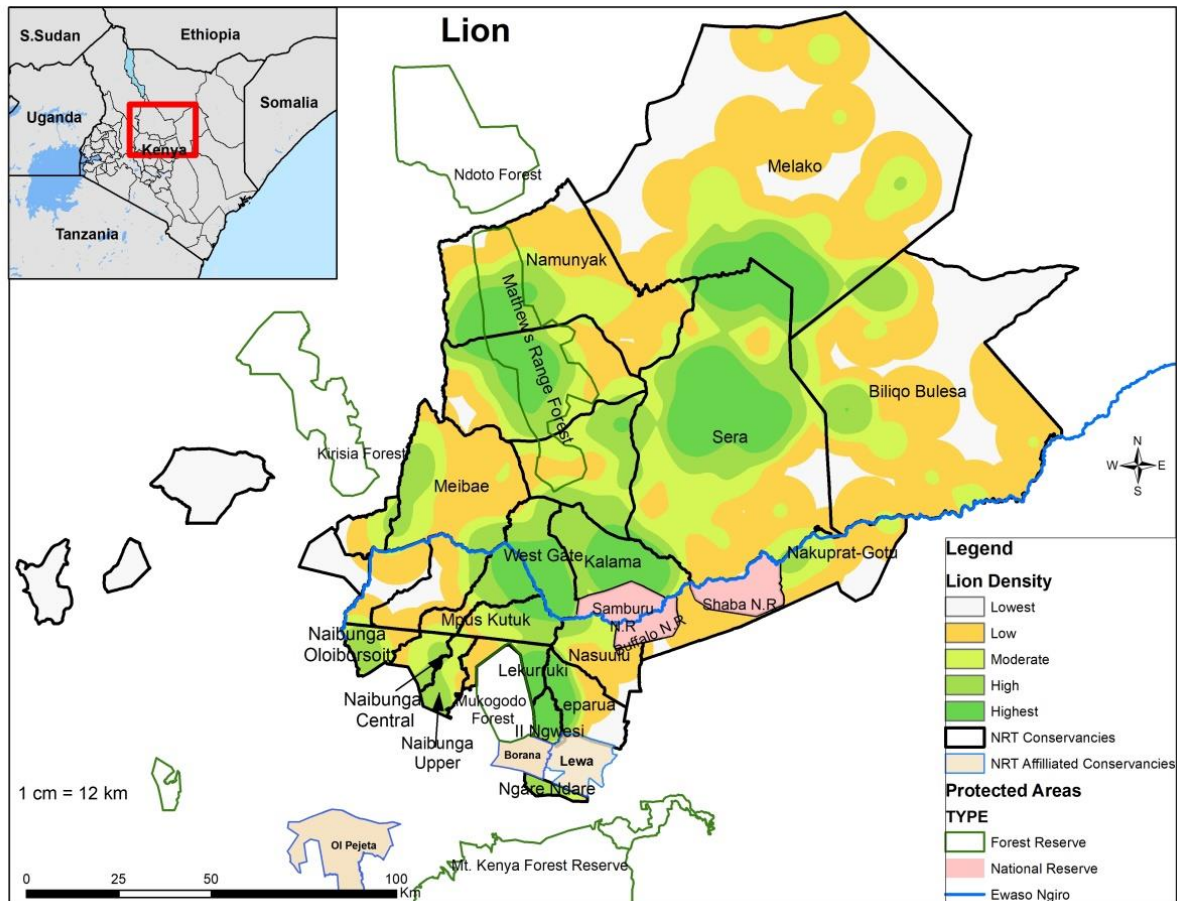 Lion
S.Sudan
Ethiopia
Uganda
Somalia
Kenya
Tanzania
Ndoto Forest
Melako
Namunyak
Mathews Range Forest
Biliqo Bulesa
Sera
Kirisia Forest
Meibae
N
W E
S
West Gate
Kalama
Nakuprat-Gotu
Shaba N.R
Samburu
N.R
Buffalo N.R
Mpus Kutuk
Naibunga
Oloiborsoit
Nasuulu
Lekurruki
Naibunga
Central
Mukogodo
Forest
eparua
Naibunga
Upper
Il Ngwesi
Borana
Lewa
Ngare Ndare
1 cm = 12 km
Ol Pejeta
Mt. Kenya Forest Reserve
0 25 50 100
Km
Legend
Lion Density
Lowest
Low
Moderate
High
Highest
NRT Conservancies
NRT Affilliated Conservancies
Protected Areas
TYPE
Forest Reserve
National Reserve
Ewaso Ngiro